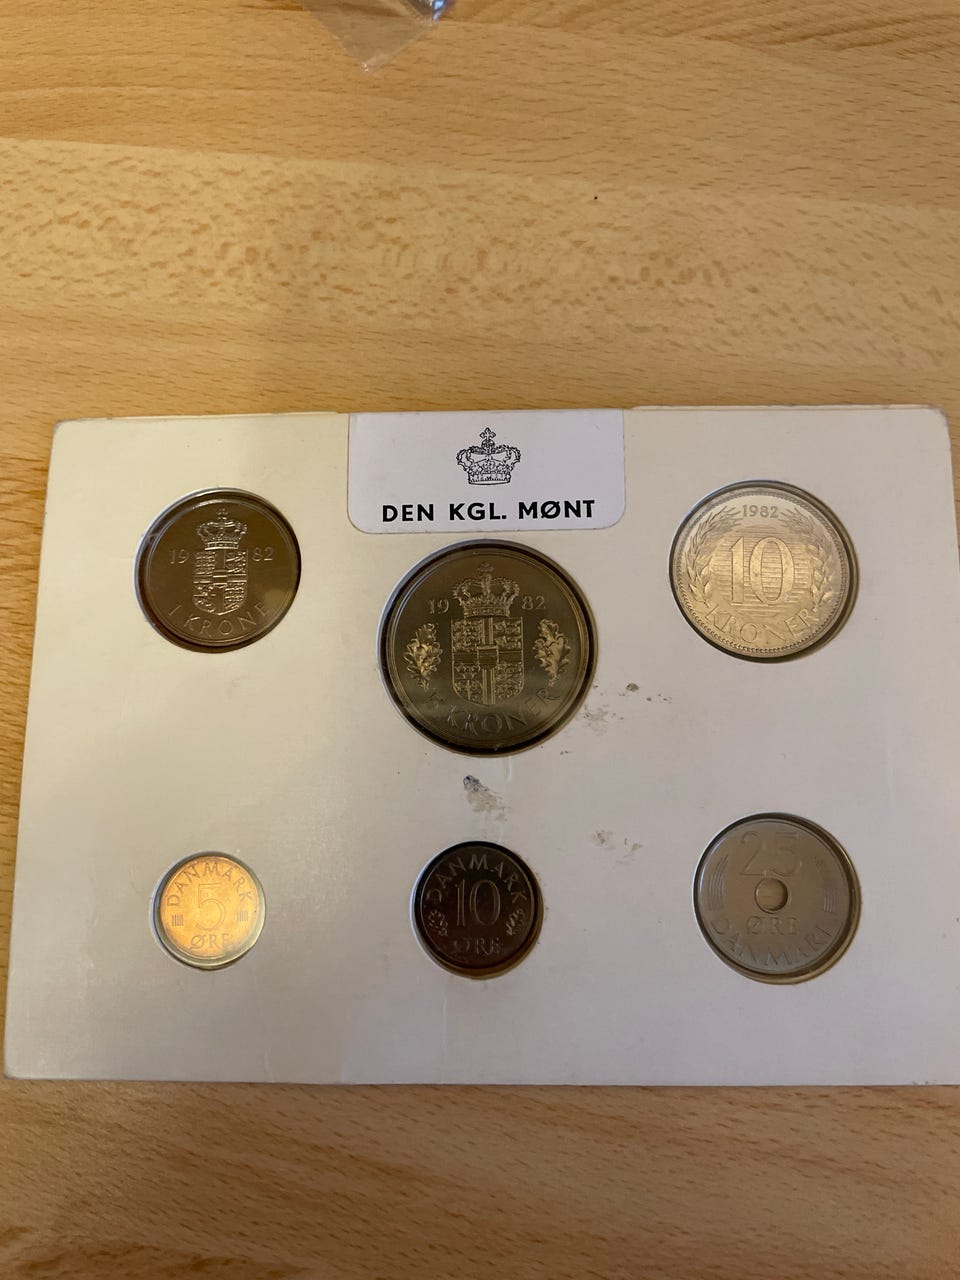 DEN KGL. MØNT
19 82
1 KRONE
19 82
5 KRONER
1982
10
KRONER
DANMARK
5
ØRE
DANMARK
10
ØRE
25
ØRE
DANMARK